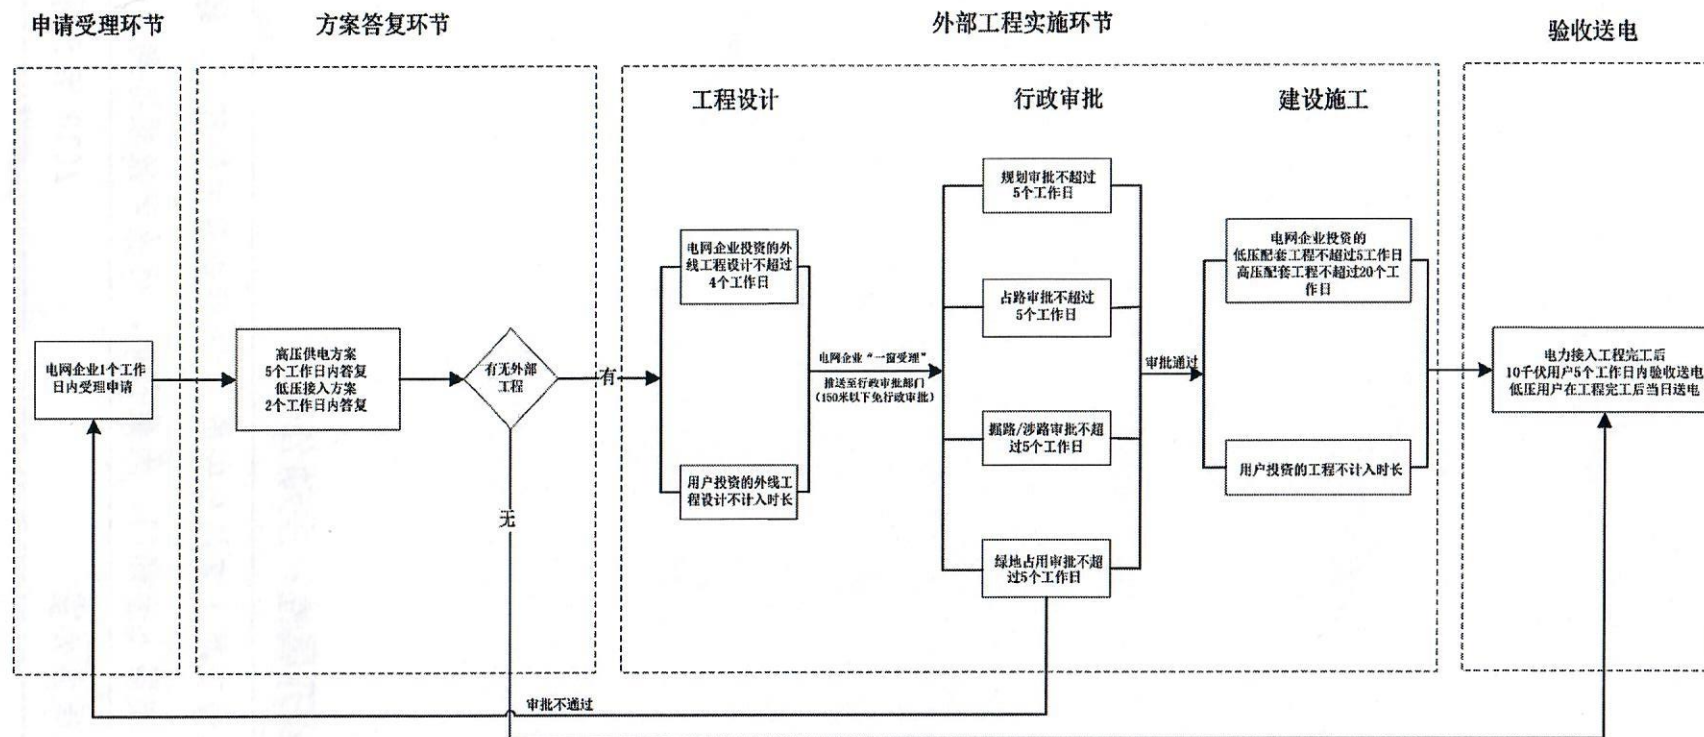 申请受理环节
方案答复环节
外部工程实施环节
验收送电
工程设计
行政审批
建设施工
电网企业1个工作
日内受理申请
高压供电方案
5个工作日内答复
低压接入方案
2个工作日内答复
有无外部
工程
有
无
电网企业投资的外
线工程设计不超过
4个工作日
用户投资的外线工
程设计不计入时长
电网企业“一窗受理”
推送至行政审批部门
(150米以下免行政审批)
规划审批不超过
5个工作日
占路审批不超过
5个工作日
掘路/涉路审批不超
过5个工作日
绿地占用审批不超
过5个工作日
审批通过
电网企业投资的
低压配套工程不超过5工作日
高压配套工程不超过20个工
作日
用户投资的工程不计入时长
电力接入工程完工后
10千伏用户5个工作日内验收送电
低压用户在工程完工后当日送电
审批不通过